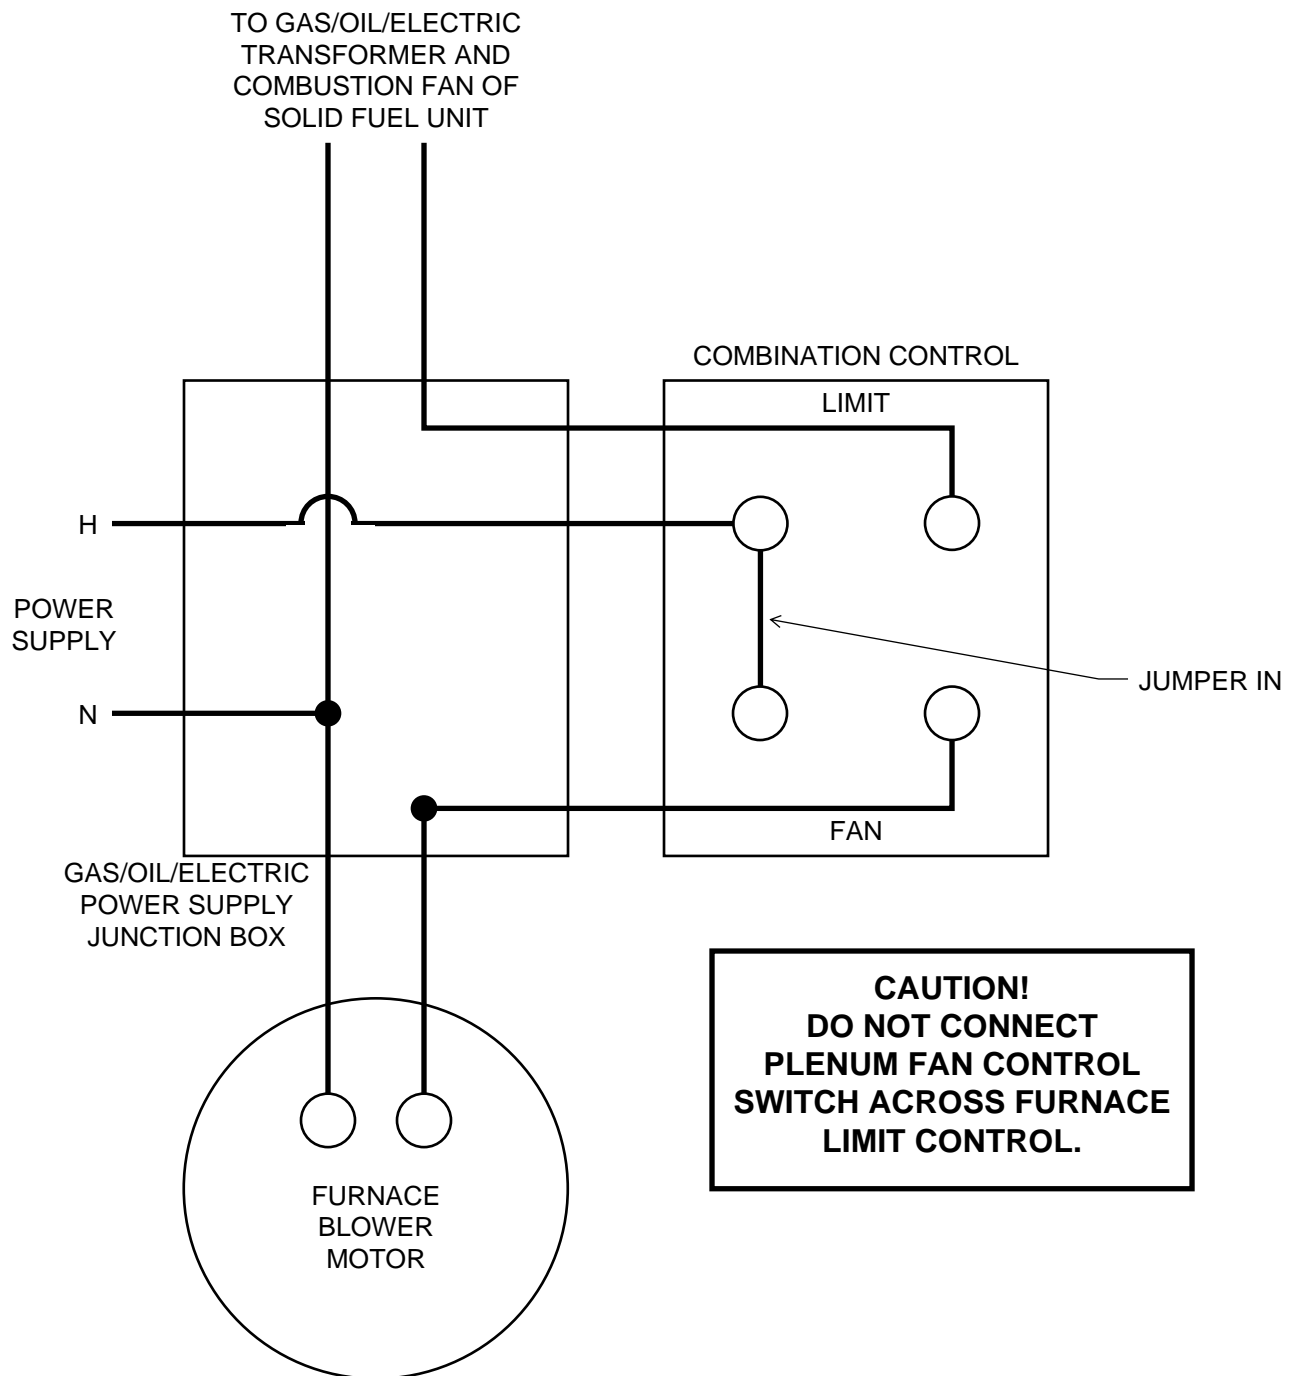 TO GAS/OIL/ELECTRIC
TRANSFORMER AND
COMBUSTION FAN OF
SOLID FUEL UNIT
COMBINATION CONTROL
LIMIT
H
POWER
SUPPLY
N
JUMPER IN
FAN
GAS/OIL/ELECTRIC
POWER SUPPLY
JUNCTION BOX
CAUTION!
DO NOT CONNECT
PLENUM FAN CONTROL
SWITCH ACROSS FURNACE
LIMIT CONTROL.
FURNACE
BLOWER
MOTOR